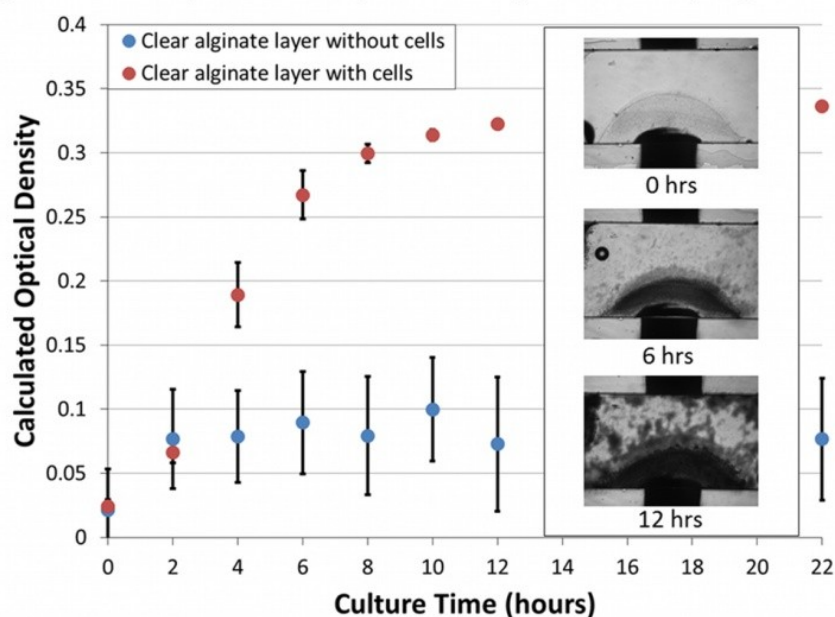 0.4
0.35
0.3
0.25
0.2
0.15
0.1
0.05
0
Calculated Optical Density
Clear alginate layer without cells
Clear alginate layer with cells
0 hrs
6 hrs
12 hrs
0 2 4 6 8 10 12 14 16 18 20 22
Culture Time (hours)